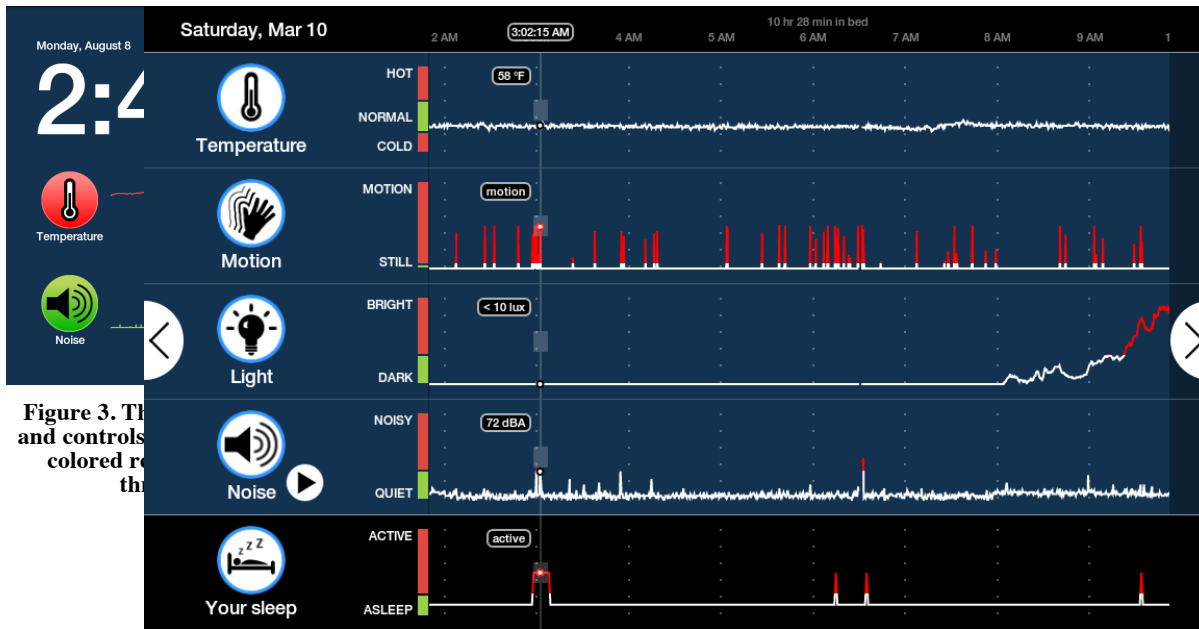 Monday, August 8
2:4
Temperature
Noise
Figure 3. Th
and controls
colored re
thr
Saturday, Mar 10
10 hr 28 min in bed
2 AM 3:02:15 AM 4 AM 5 AM 6 AM 7 AM 8 AM 9 AM 1
Temperature
HOT
NORMAL
COLD
58 ºF
Motion
MOTION
STILL
motion
Light
BRIGHT
DARK
< 10 lux
Noise
NOISY
QUIET
72 dBA
z z z
Your sleep
ACTIVE
ASLEEP
active